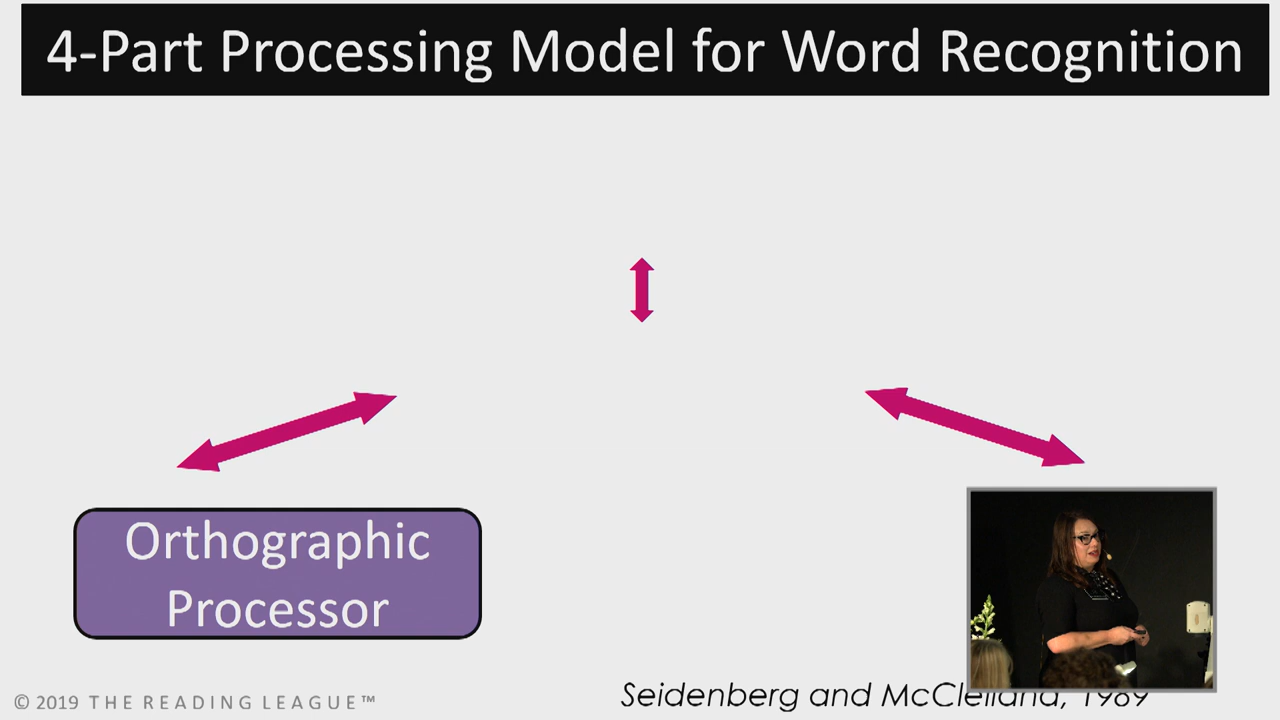 4-Part Processing Model for Word Recognition
Orthographic
Processor
© 2019 THE READING LEAGUE™
Seidenberg and McClelland, 1989